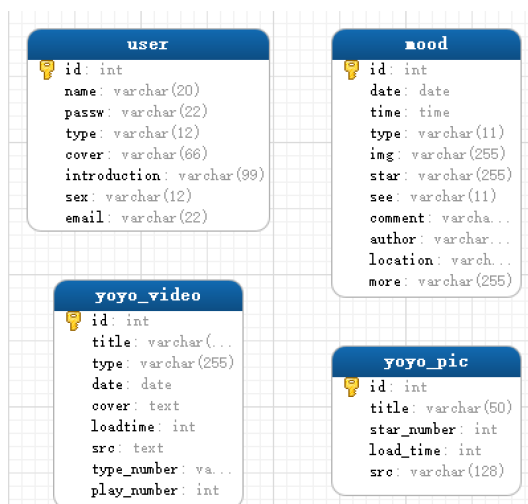 user
id: int
name: varchar(20)
passw: varchar(22)
type: varchar(12)
cover: varchar(66)
introduction: varchar(99)
sex: varchar(12)
email: varchar(22)
mood
id: int
date: date
time: time
type: varchar(11)
img: varchar(255)
star: varchar(255)
see: varchar(11)
comment: varcha...
author: varchar...
location: varch...
more: varchar(255)
yoyo_video
id: int
title: varchar(...
type: varchar(255)
date: date
cover: text
loadtime: int
src: text
type_number: va...
play_number: int
yoyo_pic
id: int
title: varchar(50)
star_number: int
load_time: int
src: varchar(128)